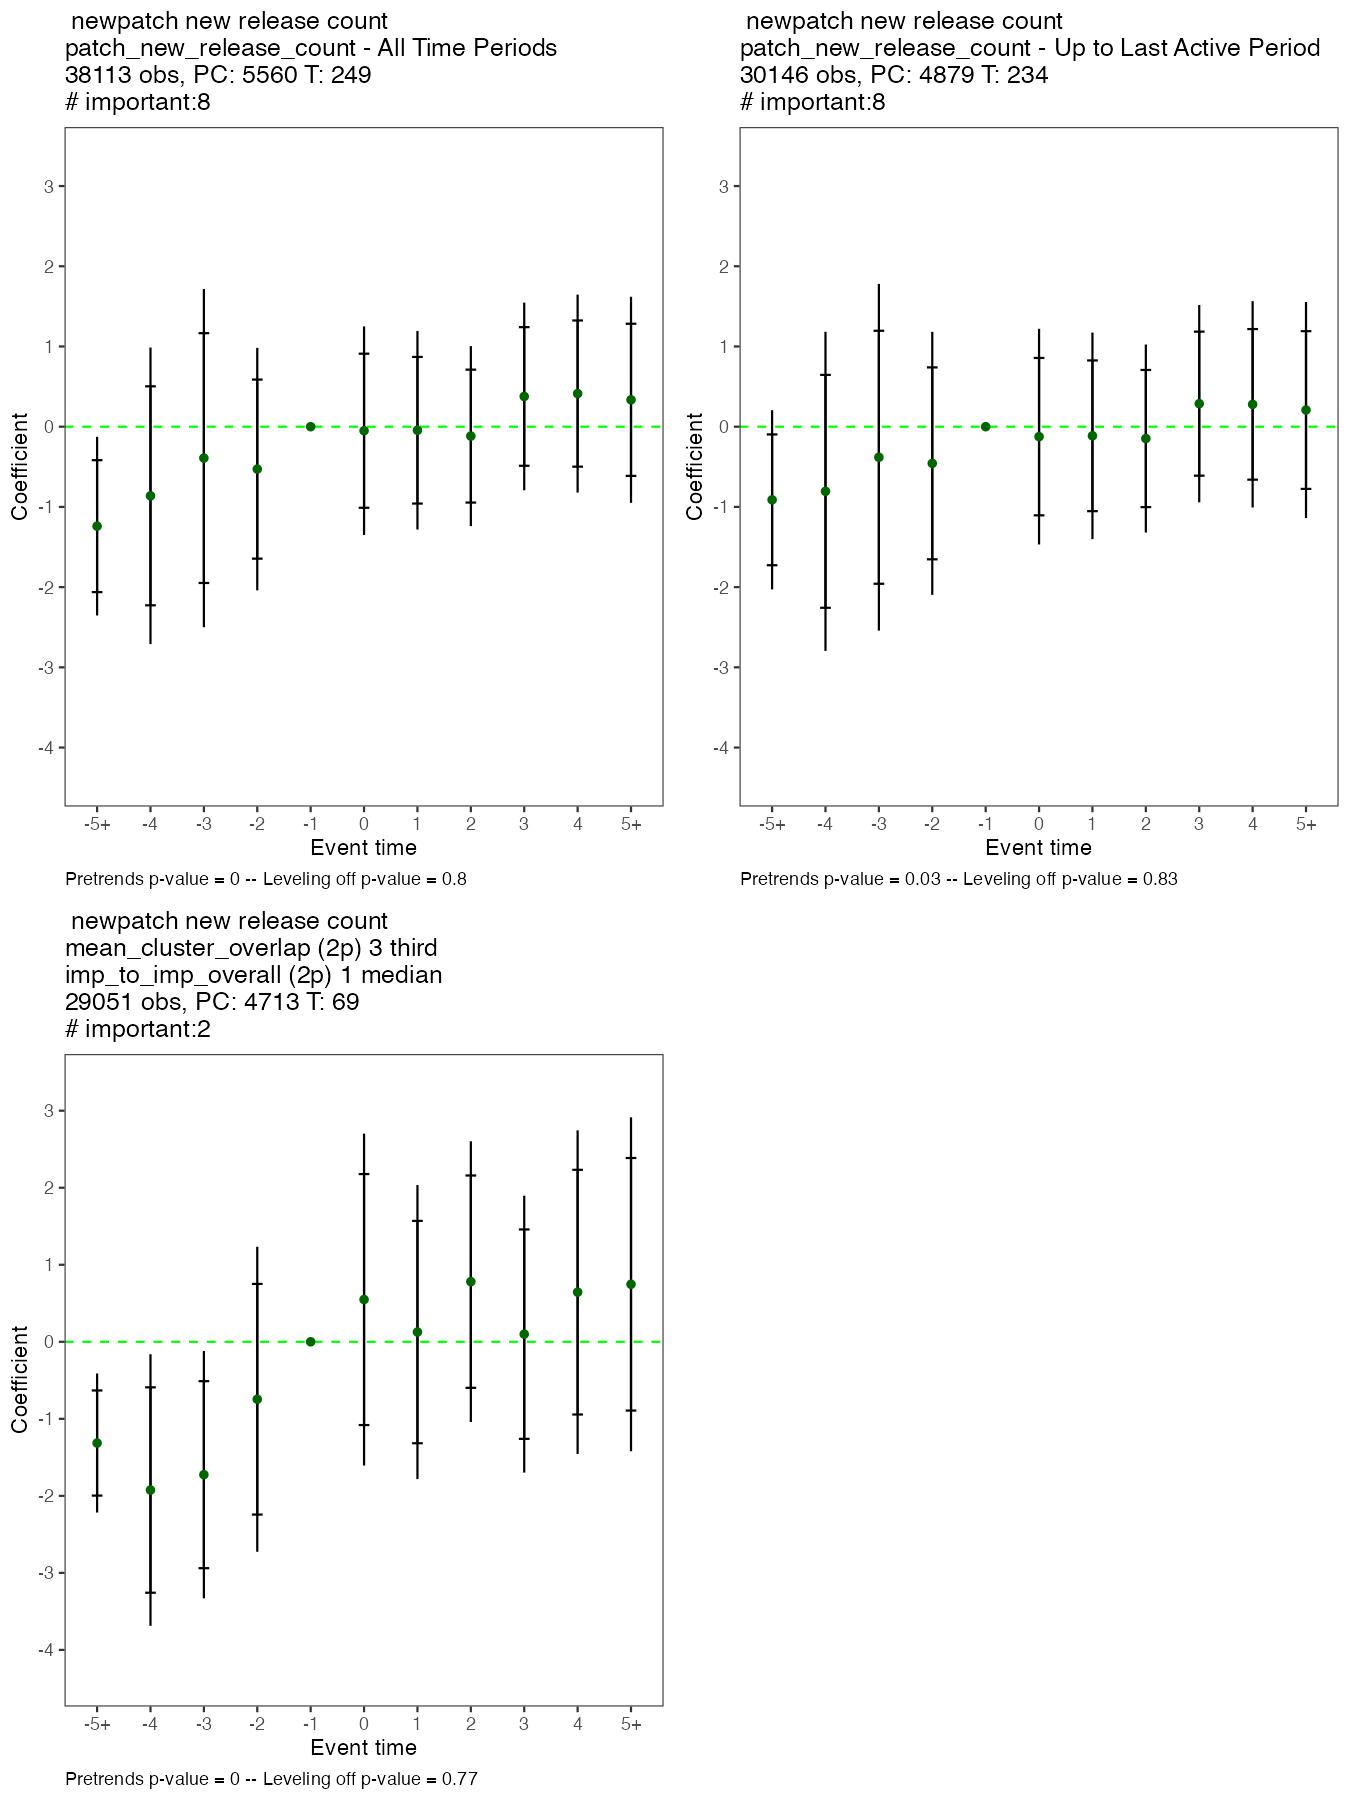 newpatch new release count
patch_new_release_count - All Time Periods
38113 obs, PC: 5560 T: 249
# important:8
3
2
1
0
-1
-2
-3
-4
Coefficient
-5+ -4 -3 -2 -1 0 1 2 3 4 5+
Event time
Pretrends p-value = 0 -- Leveling off p-value = 0.8
newpatch new release count
patch_new_release_count - Up to Last Active Period
30146 obs, PC: 4879 T: 234
# important:8
3
2
1
0
-1
-2
-3
-4
Coefficient
-5+ -4 -3 -2 -1 0 1 2 3 4 5+
Event time
Pretrends p-value = 0.03 -- Leveling off p-value = 0.83
newpatch new release count
mean_cluster_overlap (2p) 3 third
imp_to_imp_overall (2p) 1 median
29051 obs, PC: 4713 T: 69
# important:2
3
2
1
0
-1
-2
-3
-4
Coefficient
-5+ -4 -3 -2 -1 0 1 2 3 4 5+
Event time
Pretrends p-value = 0 -- Leveling off p-value = 0.77